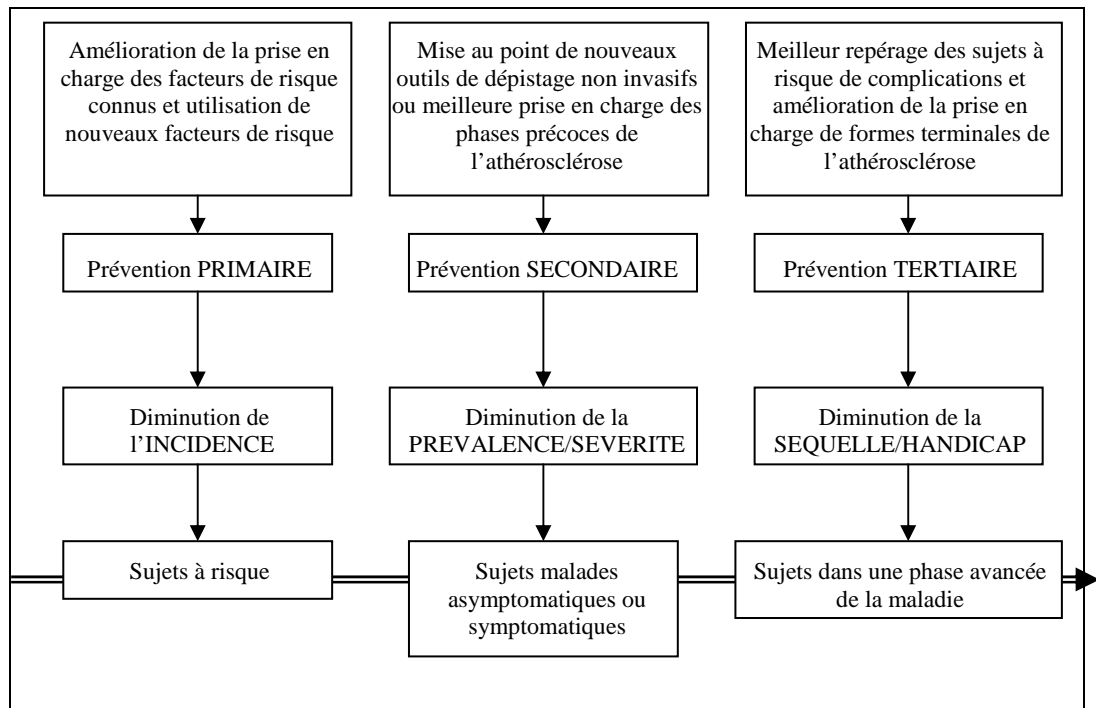 Amélioration de la prise en
charge des facteurs de risque
connus et utilisation de
nouveaux facteurs de risque
Mise au point de nouveaux
outils de dépistage non invasifs
ou meilleure prise en charge des
phases précoces de
l’athérosclérose
Meilleur repérage des sujets à
risque de complications et
amélioration de la prise en
charge de formes terminales de
l’athérosclérose
Prévention PRIMAIRE
Prévention SECONDAIRE
Prévention TERTIAIRE
Diminution de
l’INCIDENCE
Diminution de la
PREVALENCE/SEVERITE
Diminution de la
SEQUELLE/HANDICAP
Sujets à risque
Sujets malades
asymptomatiques ou
symptomatiques
Sujets dans une phase avancée
de la maladie